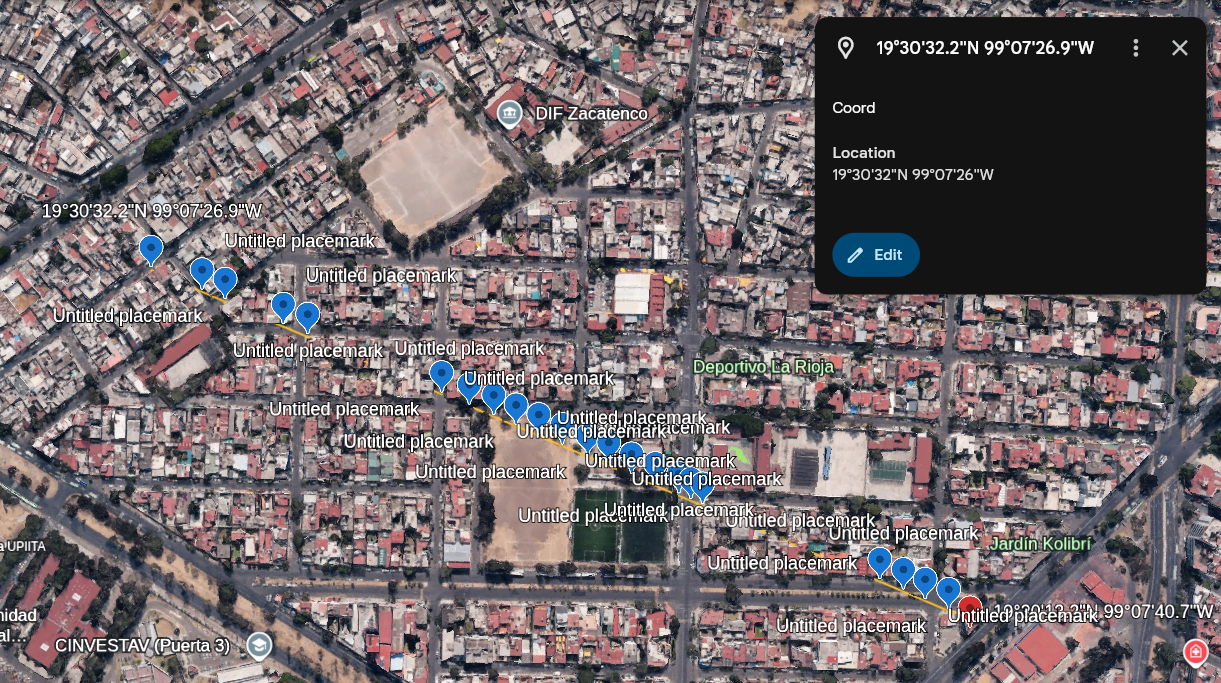 19°30'32.2"N 99°07'26.9"W
Coord
Location
19°30'32"N 99°07'26"W
Edit
DIF Zacatenco
19°30'32.2"N 99°07'26.9"W
Untitled placemark
Untitled placemark
Untitled placemark
Untitled placemark
Untitled placemark
Untitled placemark
Deportivo La Rioja
Untitled placemark
Untitled placemark
Untitled placemark
Untitled placemark
Untitled placemark
Untitled placemark
Untitled placemark
Untitled placemark
Untitled placemark
Untitled placemark
Untitled placemark
Untitled placemark
Jardín Kolibrí
a UPIITA
Untitled placemark
nidad
al...
99°07'40.7"W
Untitled placemark
Untitled placemark
CINVESTAV (Puerta 3)